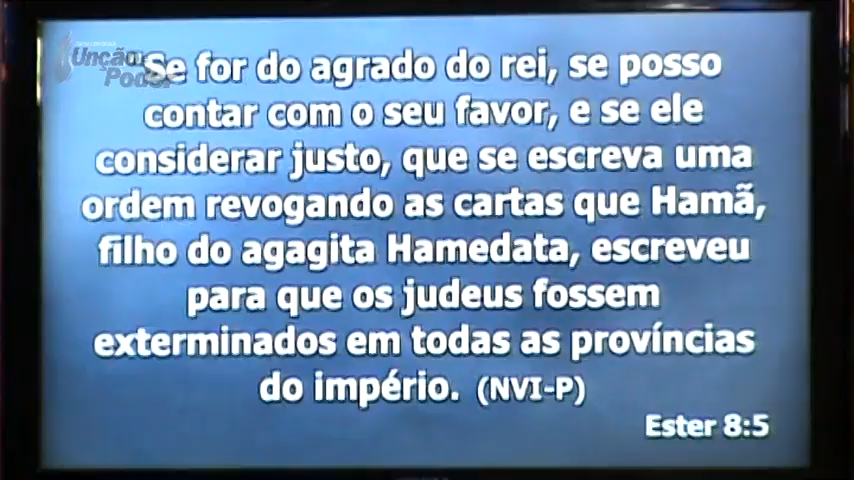 Unção
Poder
"Se for do agrado do rei, se posso
contar com o seu favor, e se ele
considerar justo, que se escreva uma
ordem revogando as cartas que Hamã,
filho do agagita Hamedata, escreveu
para que os judeus fossem
exterminados em todas as províncias
do império. (NVI-P)
Ester 8:5